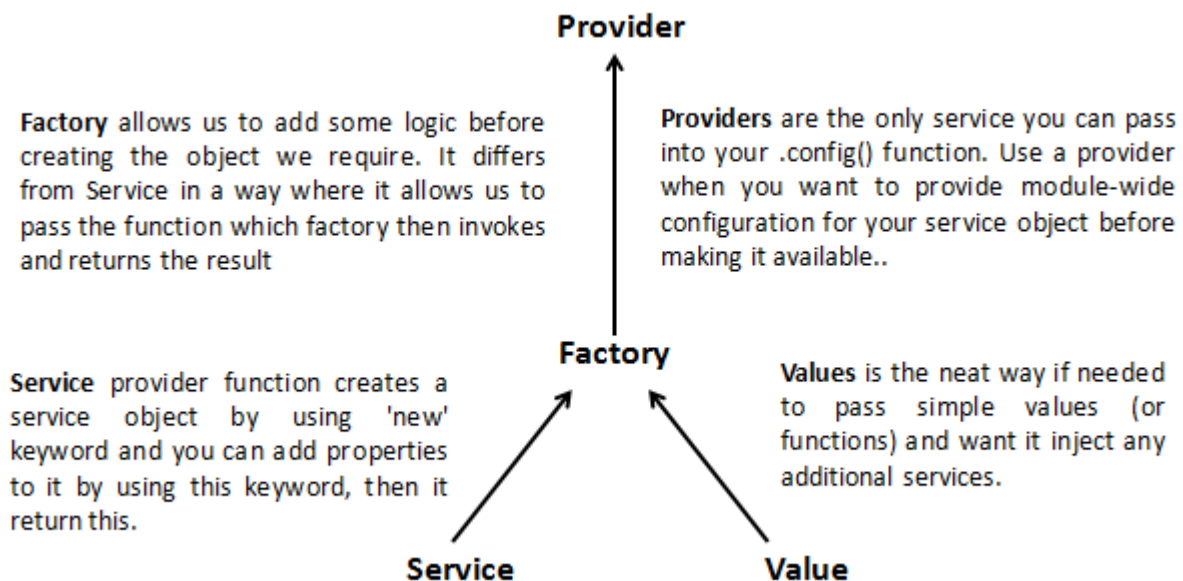 Provider
Factory allows us to add some logic before
creating the object we require. It differs
from Service in a way where it allows us to
pass the function which factory then invokes
and returns the result
Providers are the only service you can pass
into your .config() function. Use a provider
when you want to provide module-wide
configuration for your service object before
making it available..
Factory
Service provider function creates a
service object by using 'new'
keyword and you can add properties
to it by using this keyword, then it
return this.
Values is the neat way if needed
to pass simple values (or
functions) and want it inject any
additional services.
Service
Value